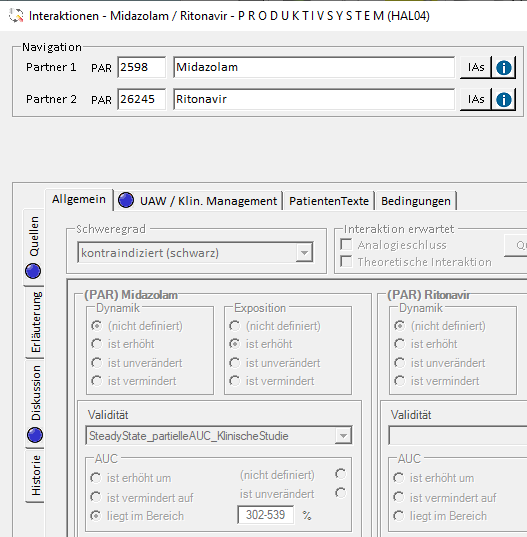 Interaktionen - Midazolam / Ritonavir - P R O D U K T I V S Y S T E M (HAL04)
Navigation
Partner 1 PAR 2598 Midazolam IAs
Partner 2 PAR 26245 Ritonavir IAs
Allgemein UAW / Klin. Management PatientenTexte Bedingungen
Quellen
Erläuterung
Diskussion
Historie
Schweregrad
kontraindiziert (schwarz)
Interaktion erwartet
Analogieschluss
Theoretische Interaktion
(PAR) Midazolam
Dynamik
(nicht definiert)
ist erhöht
ist unverändert
ist vermindert
Exposition
(nicht definiert)
ist erhöht
ist unverändert
ist vermindert
Validität
SteadyState_partielleAUC_KlinischeStudie
AUC
ist erhöht um
ist vermindert auf
liegt im Bereich
(nicht definiert)
ist unverändert
302-539 %
(PAR) Ritonavir
Dynamik
(nicht definiert)
ist erhöht
ist unverändert
ist vermindert
Validität
AUC
ist erhöht um
ist vermindert auf
liegt im Bereich